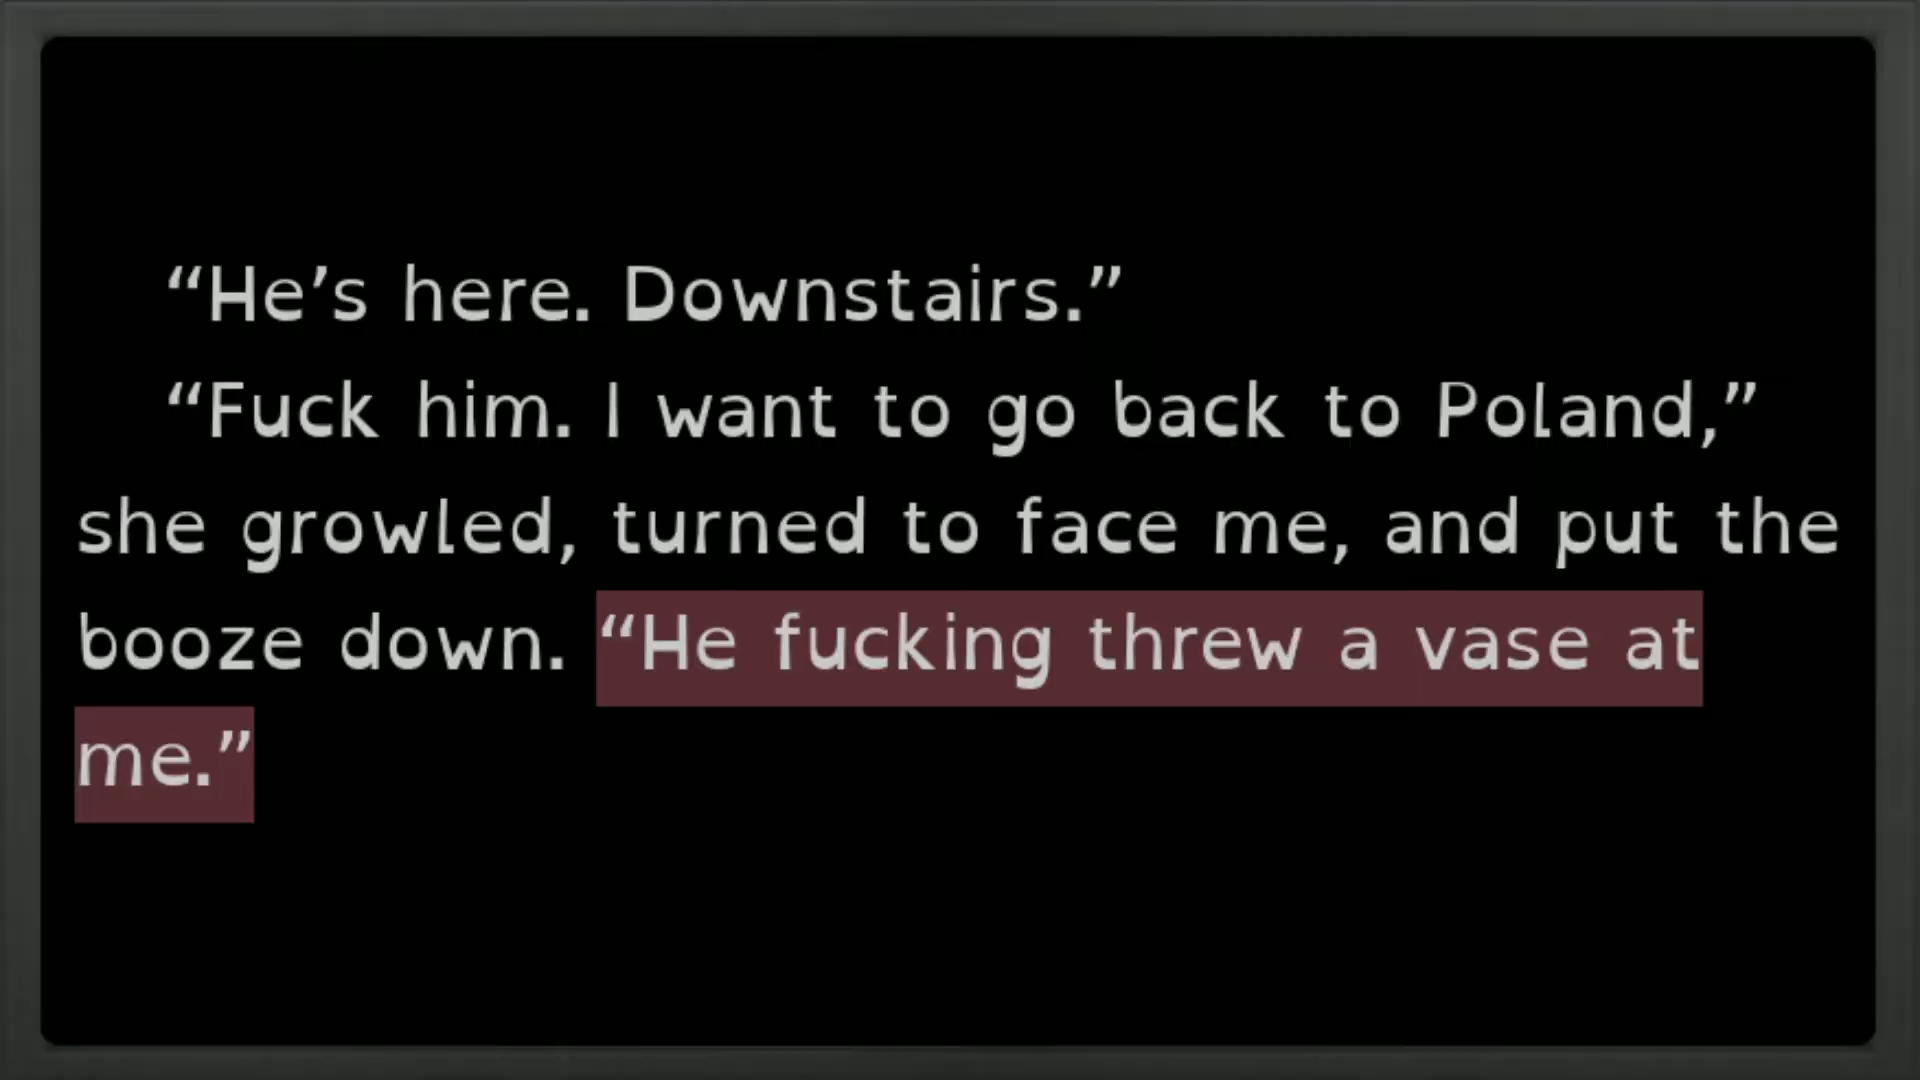 “He’s here. Downstairs.”
“Fuck him. I want to go back to Poland,”
she growled, turned to face me, and put the
booze down. “He fucking threw a vase at
me.”